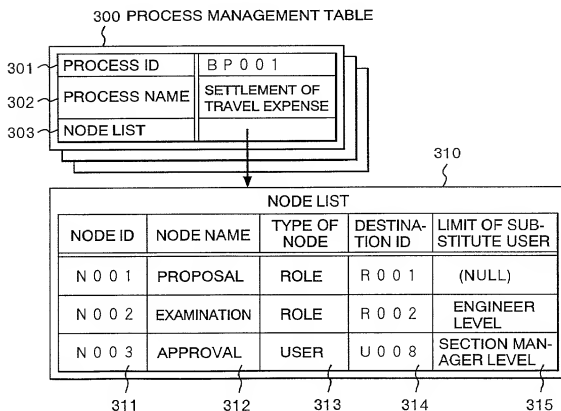 300 PROCESS MANAGEMENT TABLE
301 PROCESS ID BP001
302 PROCESS NAME SETTLEMENT OF
TRAVEL EXPENSE
303 NODE LIST
310
NODE LIST
NODE ID NODE NAME TYPE OF
NODE DESTINA-
TION ID LIMIT OF SUB-
STITUTE USER
N001 PROPOSAL ROLE R001 (NULL)
N002 EXAMINATION ROLE R002 ENGINEER
LEVEL
N003 APPROVAL USER U008 SECTION MAN-
AGER LEVEL
311 312 313 314 315